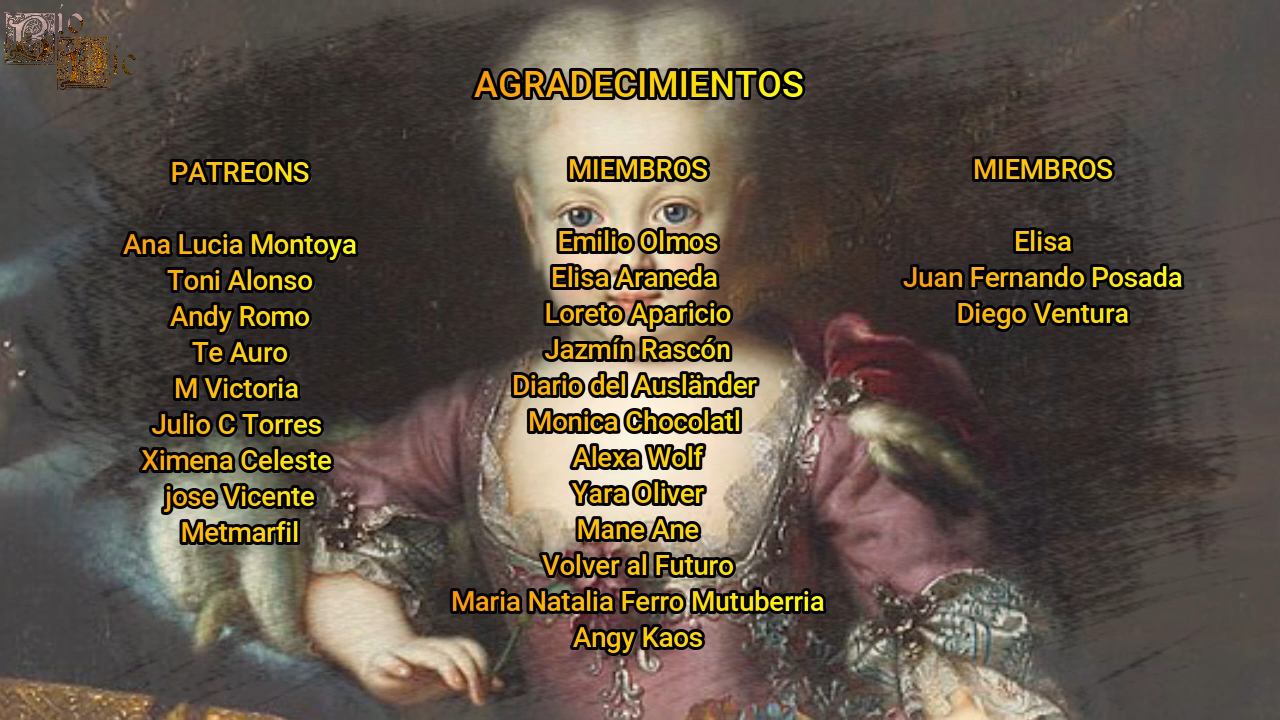 AGRADECIMIENTOS
PATREONS
Ana Lucia Montoya
Toni Alonso
Andy Romo
Te Auro
M Victoria
Julio C Torres
Ximena Celeste
jose Vicente
Metmarfil
MIEMBROS
Emilio Olmos
Elisa Araneda
Loreto Aparicio
Jazmín Rascón
Diario del Ausländer
Monica Chocolatl
Alexa Wolf
Yara Oliver
Mane Ane
Volver al Futuro
Maria Natalia Ferro Mutuberria
Angy Kaos
MIEMBROS
Elisa
Juan Fernando Posada
Diego Ventura